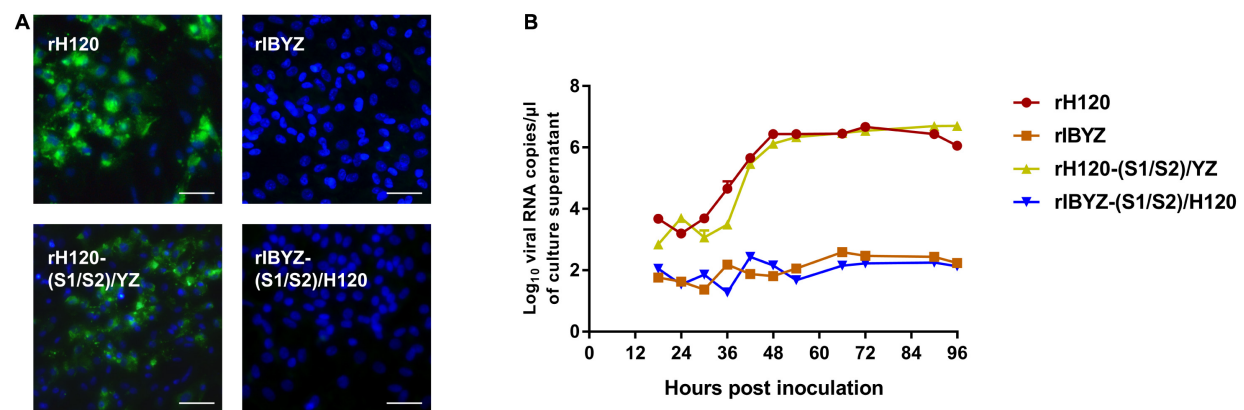 A
rH120
rIBYZ
rH120-
(S1/S2)/YZ
rIBYZ-
(S1/S2)/H120
B
Log10 viral RNA copies/µl
of culture supernatant
8
6
4
2
0
0 12 24 36 48 60 72 84 96
Hours post inoculation
rH120
rIBYZ
rH120-(S1/S2)/YZ
rIBYZ-(S1/S2)/H120